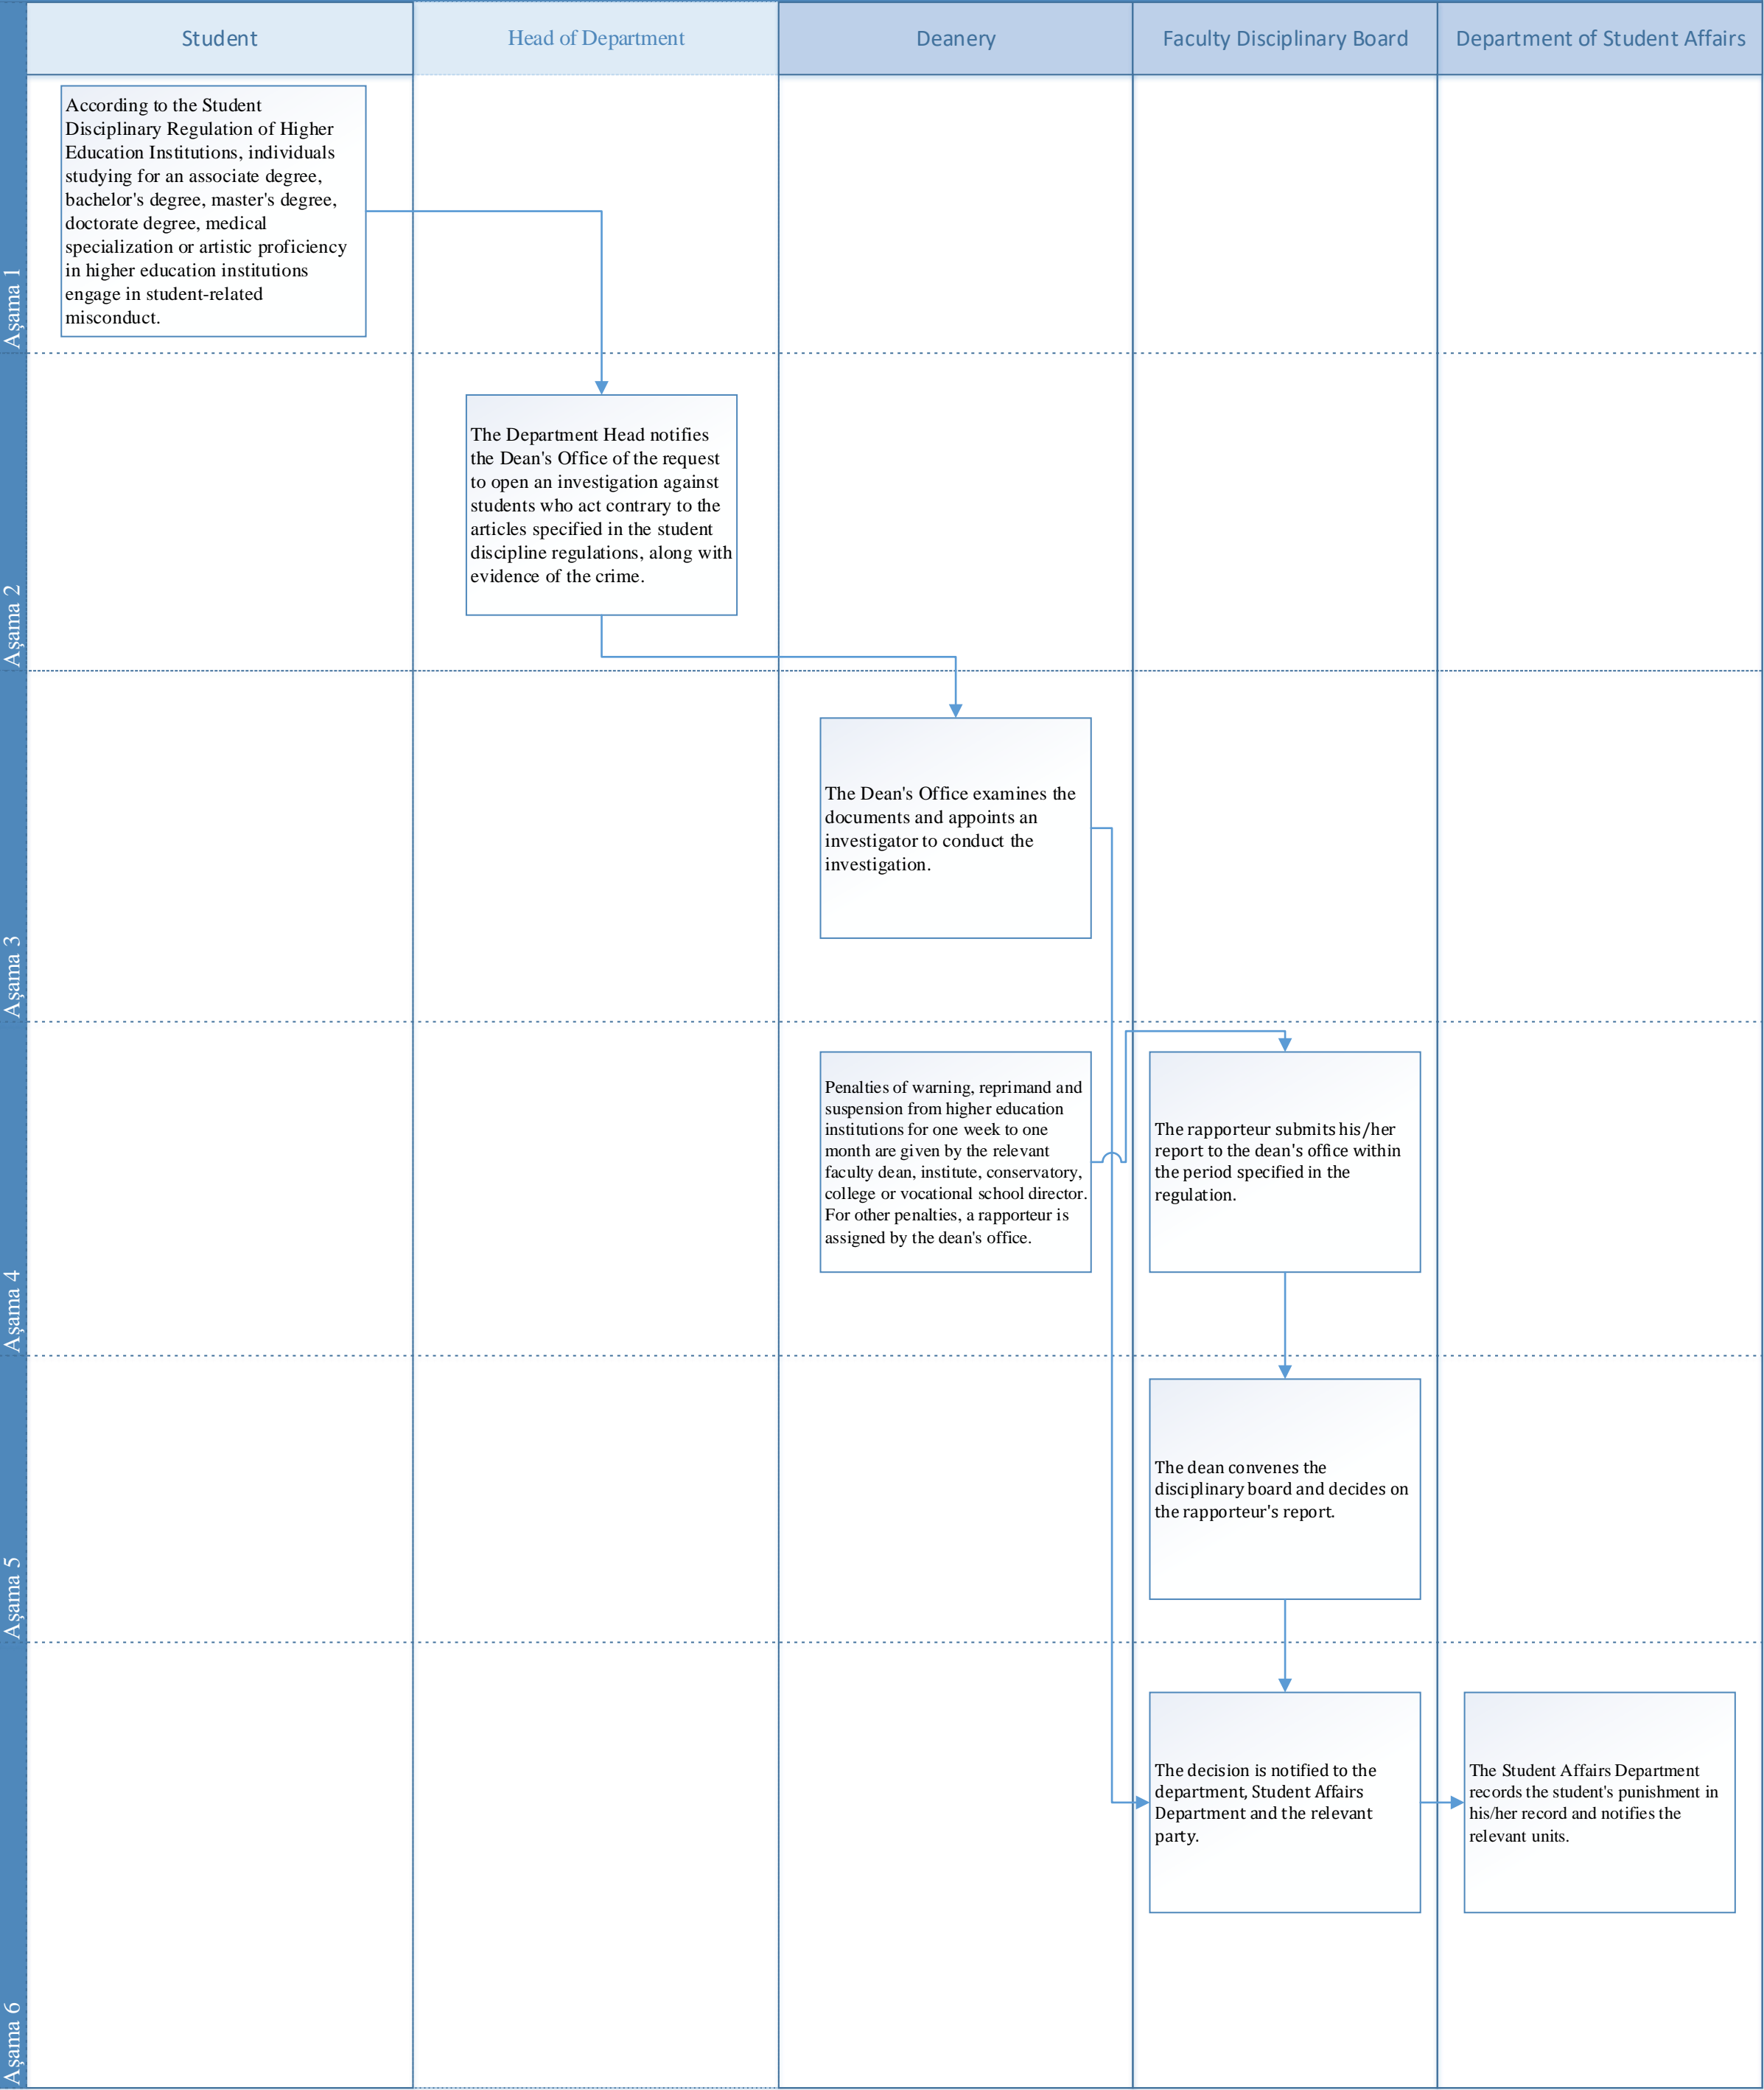 Student
Head of Department
Deanery
Faculty Disciplinary Board
Department of Student Affairs
Aşama 1
According to the Student
Disciplinary Regulation of Higher
Education Institutions, individuals
studying for an associate degree,
bachelor's degree, master's degree,
doctorate degree, medical
specialization or artistic proficiency
in higher education institutions
engage in student-related
misconduct.
Aşama 2
The Department Head notifies
the Dean's Office of the request
to open an investigation against
students who act contrary to the
articles specified in the student
discipline regulations, along with
evidence of the crime.
Aşama 3
The Dean's Office examines the
documents and appoints an
investigator to conduct the
investigation.
Aşama 4
Penalties of warning, reprimand and
suspension from higher education
institutions for one week to one
month are given by the relevant
faculty dean, institute, conservatory,
college or vocational school director.
For other penalties, a rapporteur is
assigned by the dean's office.
The rapporteur submits his/her
report to the dean's office within
the period specified in the
regulation.
Aşama 5
The dean convenes the
disciplinary board and decides on
the rapporteur's report.
Aşama 6
The decision is notified to the
department, Student Affairs
Department and the relevant
party.
The Student Affairs Department
records the student's punishment in
his/her record and notifies the
relevant units.